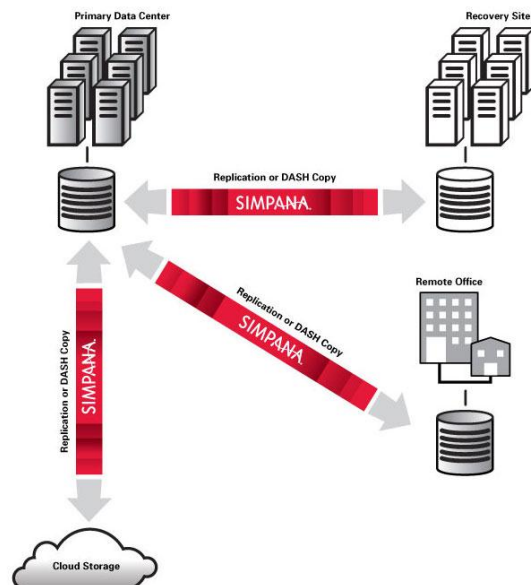 Primary Data Center
Recovery Site
Replication or DASH Copy
SIMPANA.
Replication or DASH Copy
SIMPANA.
Remote Office
Replication or DASH Copy
SIMPANA.
Cloud Storage